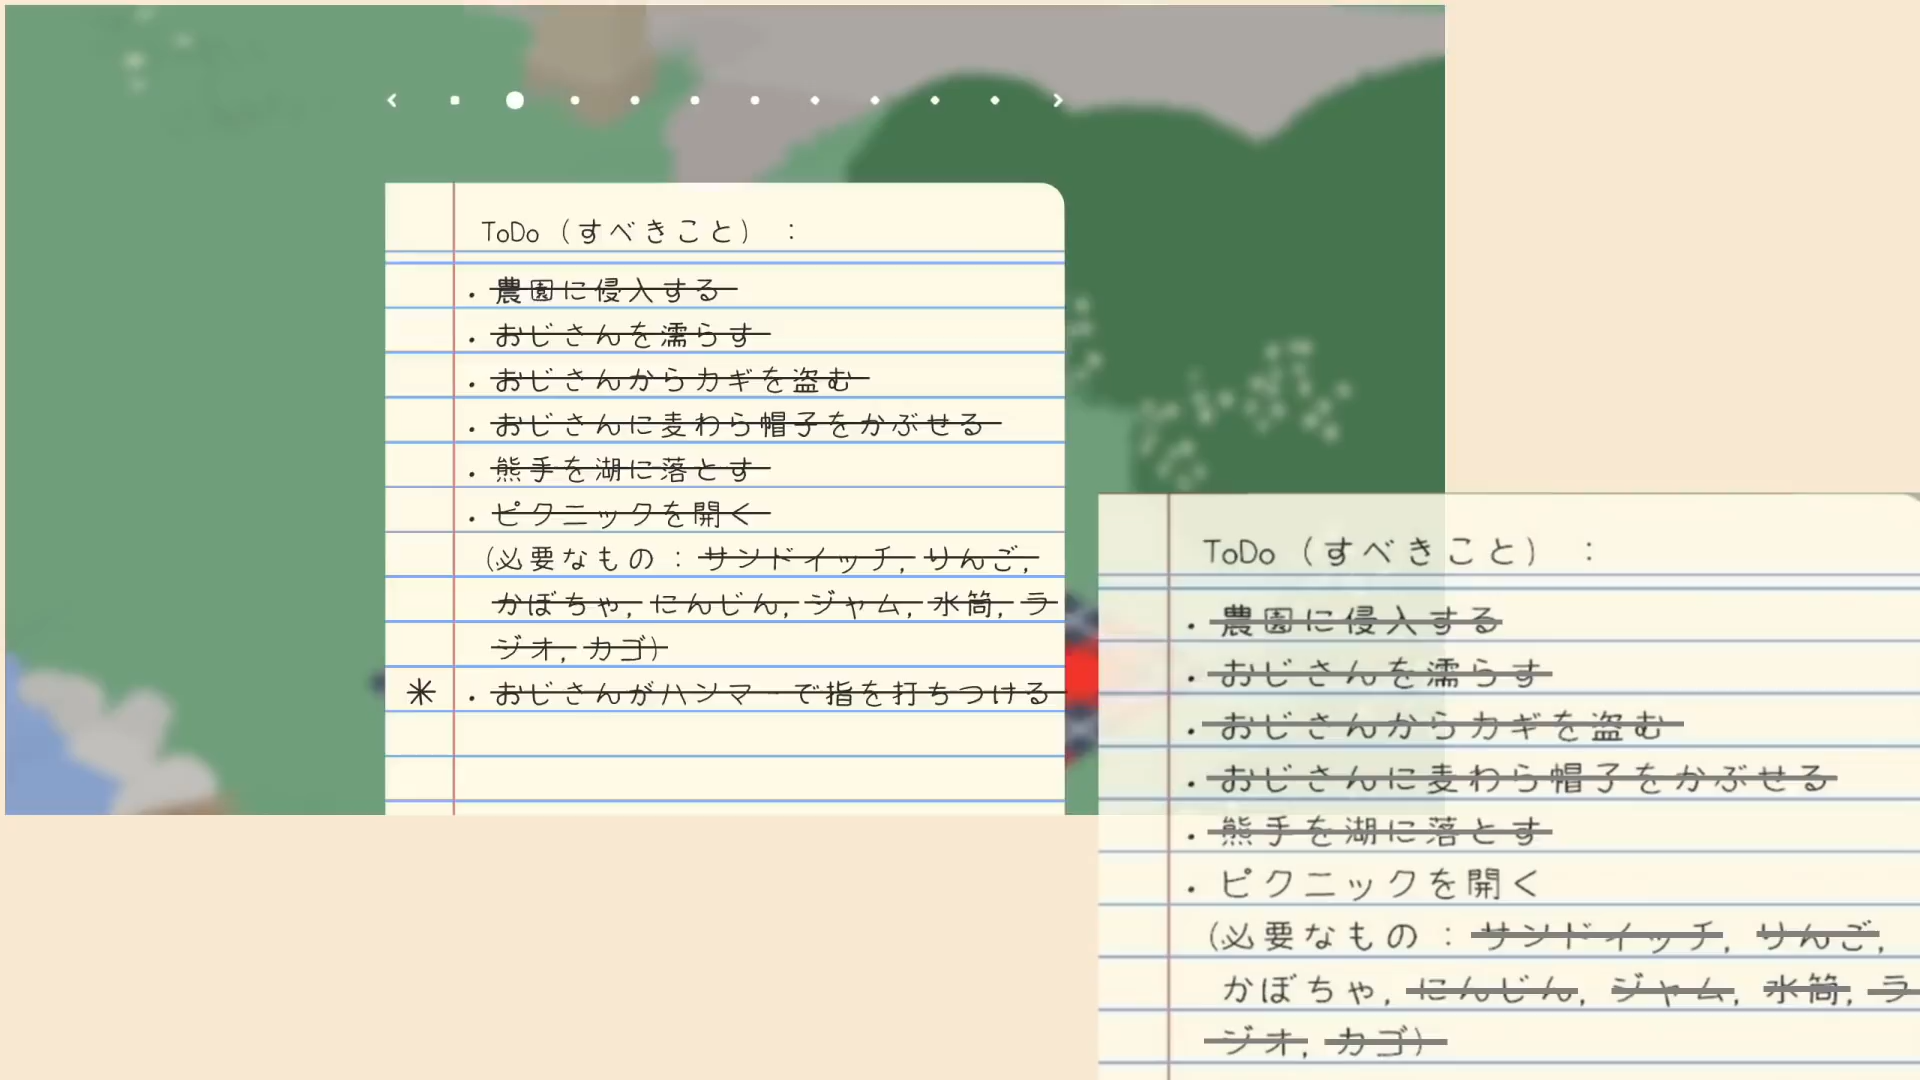 ToDo（すべきこと）：
・農園に侵入する
・おじさんを濡らす
・おじさんからカギを盗む
・おじさんに麦わら帽子をかぶせる
・熊手を湖に落とす
・ピクニックを開く
（必要なもの：サンドイッチ, りんご,
かぼちゃ, にんじん, ジャム, 水筒, ラ
ジオ, カゴ）
・おじさんがハンマーで指を打ちつける
ToDo（すべきこと）：
・農園に侵入する
・おじさんを濡らす
・おじさんからカギを盗む
・おじさんに麦わら帽子をかぶせる
・熊手を湖に落とす
・ピクニックを開く
（必要なもの：サンドイッチ, りんご,
かぼちゃ, にんじん, ジャム, 水筒, ラ
ジオ, カゴ）